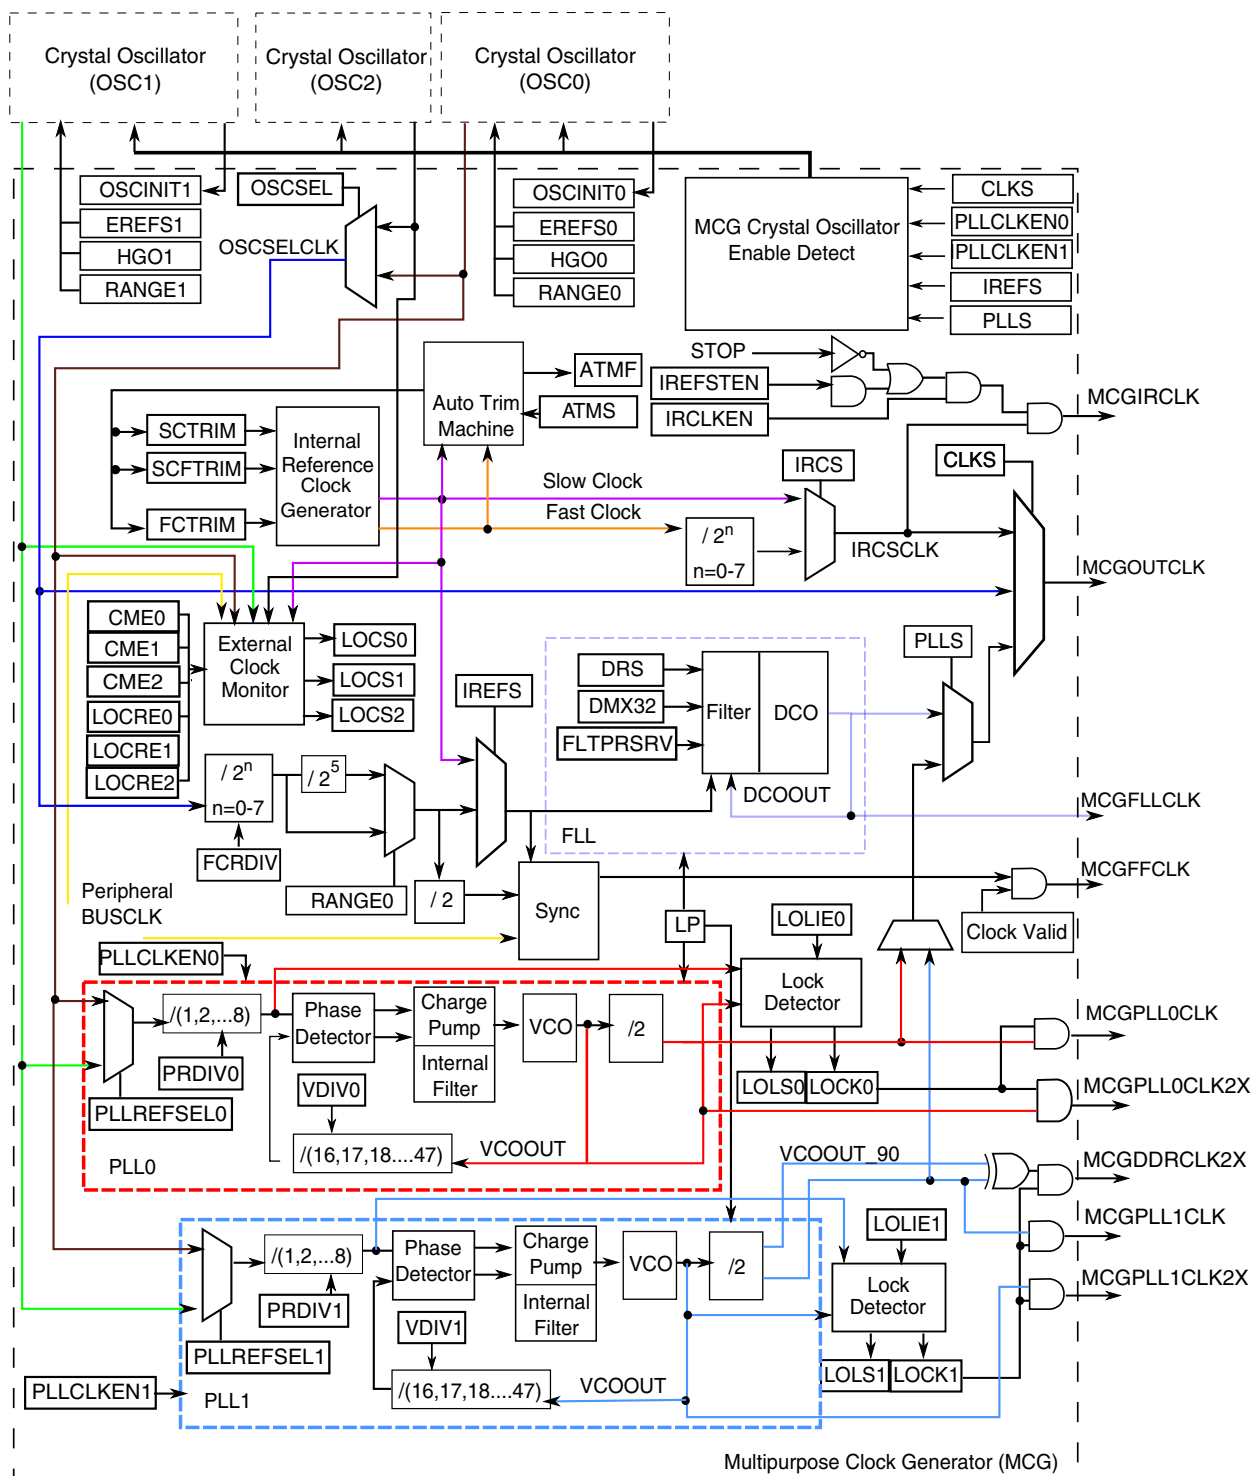 Crystal Oscillator
(OSC1)
Crystal Oscillator
(OSC2)
Crystal Oscillator
(OSC0)
OSCINIT1
EREFS1
HGO1
RANGE1
OSCSEL
OSCSELCLK
OSCINIT0
EREFS0
HGO0
RANGE0
MCG Crystal Oscillator
Enable Detect
CLKS
PLLCLKEN0
PLLCLKEN1
IREFS
PLLS
STOP
IREFSTEN
IRCLKEN
MCGIRCLK
Auto Trim
Machine
ATMF
ATMS
SCTRIM
SCFTRIM
FCTRIM
Internal
Reference
Clock
Generator
Slow Clock
Fast Clock
/ 2n
n=0-7
IRCS
IRCSCLK
CLKS
MCGOUTCLK
CME0
CME1
CME2
LOCRE0
LOCRE1
LOCRE2
External
Clock
Monitor
LOCS0
LOCS1
LOCS2
IREFS
DRS
DMX32
FLTPRSRV
Filter
DCO
DCOOUT
FLL
PLLS
MCGFLLCLK
/ 2n
n=0-7
/ 25
FCRDIV
RANGE0
/ 2
Sync
Peripheral
BUSCLK
LP
MCGFFCLK
Clock Valid
PLLCLKEN0
/(1,2,...8)
PRDIV0
PLLREFSEL0
PLL0
Phase
Detector
Charge
Pump
Internal
Filter
VCO
/2
VDIV0
/(16,17,18....47)
VCOOUT
LOLIE0
Lock
Detector
LOLS0
LOCK0
MCGPLL0CLK
MCGPLL0CLK2X
VCOOUT_90
MCGDDRCLK2X
MCGPLL1CLK
MCGPLL1CLK2X
/(1,2,...8)
PRDIV1
PLLREFSEL1
PLLCLKEN1
PLL1
Phase
Detector
Charge
Pump
Internal
Filter
VCO
/2
VDIV1
/(16,17,18....47)
VCOOUT
LOLIE1
Lock
Detector
LOLS1
LOCK1
Multipurpose Clock Generator (MCG)